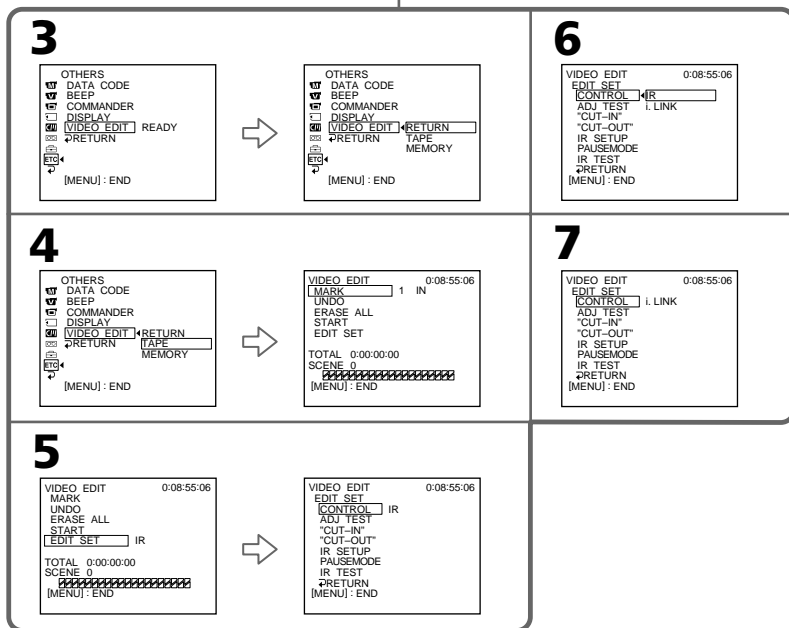 3
OTHERS
DATA CODE
BEEP
COMMANDER
DISPLAY
VIDEO EDIT READY
RETURN
ETC
[MENU] : END
OTHERS
DATA CODE
BEEP
COMMANDER
DISPLAY
VIDEO EDIT RETURN
RETURN TAPE
MEMORY
ETC
[MENU] : END
6
VIDEO EDIT 0:08:55:06
EDIT SET
CONTROL IR
ADJ TEST i. LINK
"CUT–IN"
"CUT–OUT"
IR SETUP
PAUSEMODE
IR TEST
RETURN
[MENU] : END
4
OTHERS
DATA CODE
BEEP
COMMANDER
DISPLAY
VIDEO EDIT RETURN
RETURN TAPE
MEMORY
ETC
[MENU] : END
VIDEO EDIT 0:08:55:06
MARK 1 IN
UNDO
ERASE ALL
START
EDIT SET
TOTAL 0:00:00:00
SCENE 0
[MENU] : END
7
VIDEO EDIT 0:08:55:06
EDIT SET
CONTROL i. LINK
ADJ TEST
"CUT–IN"
"CUT–OUT"
IR SETUP
PAUSEMODE
IR TEST
RETURN
[MENU] : END
5
VIDEO EDIT 0:08:55:06
MARK
UNDO
ERASE ALL
START
EDIT SET IR
TOTAL 0:00:00:00
SCENE 0
[MENU] : END
VIDEO EDIT 0:08:55:06
EDIT SET
CONTROL IR
ADJ TEST
"CUT–IN"
"CUT–OUT"
IR SETUP
PAUSEMODE
IR TEST
RETURN
[MENU] : END